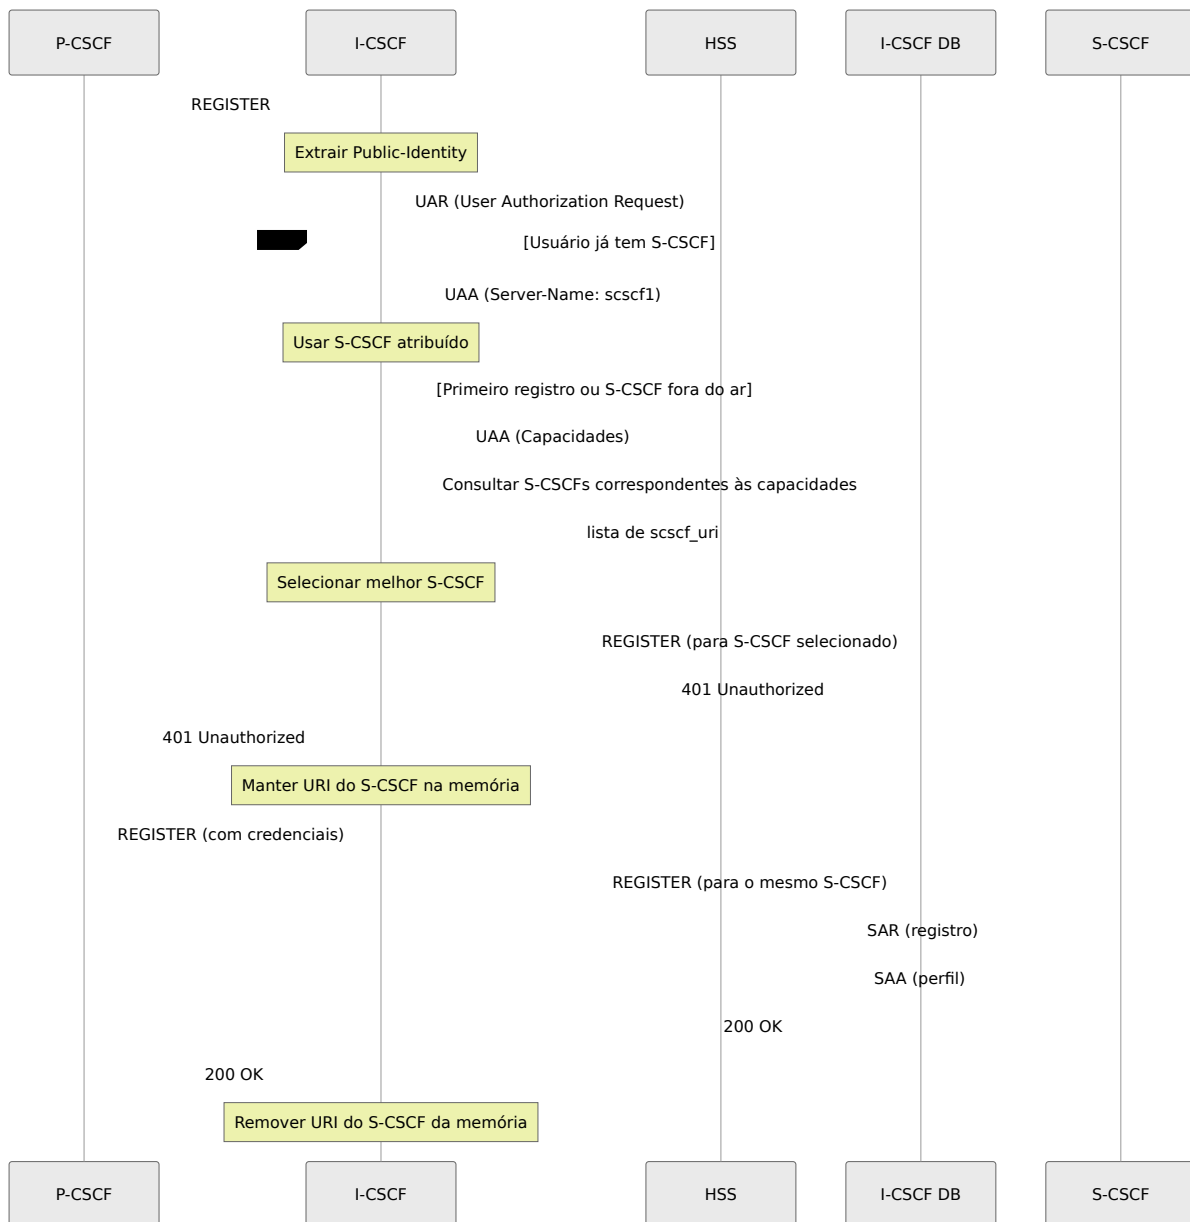 P-CSCF
I-CSCF
HSS
I-CSCF DB
S-CSCF
REGISTER
Extrair Public-Identity
UAR (User Authorization Request)
[Usuário já tem S-CSCF]
UAA (Server-Name: scscf1)
Usar S-CSCF atribuído
[Primeiro registro ou S-CSCF fora do ar]
UAA (Capacidades)
Consultar S-CSCFs correspondentes às capacidades
lista de scscf_uri
Selecionar melhor S-CSCF
REGISTER (para S-CSCF selecionado)
401 Unauthorized
401 Unauthorized
Manter URI do S-CSCF na memória
REGISTER (com credenciais)
REGISTER (para o mesmo S-CSCF)
SAR (registro)
SAA (perfil)
200 OK
200 OK
Remover URI do S-CSCF da memória
P-CSCF
I-CSCF
HSS
I-CSCF DB
S-CSCF